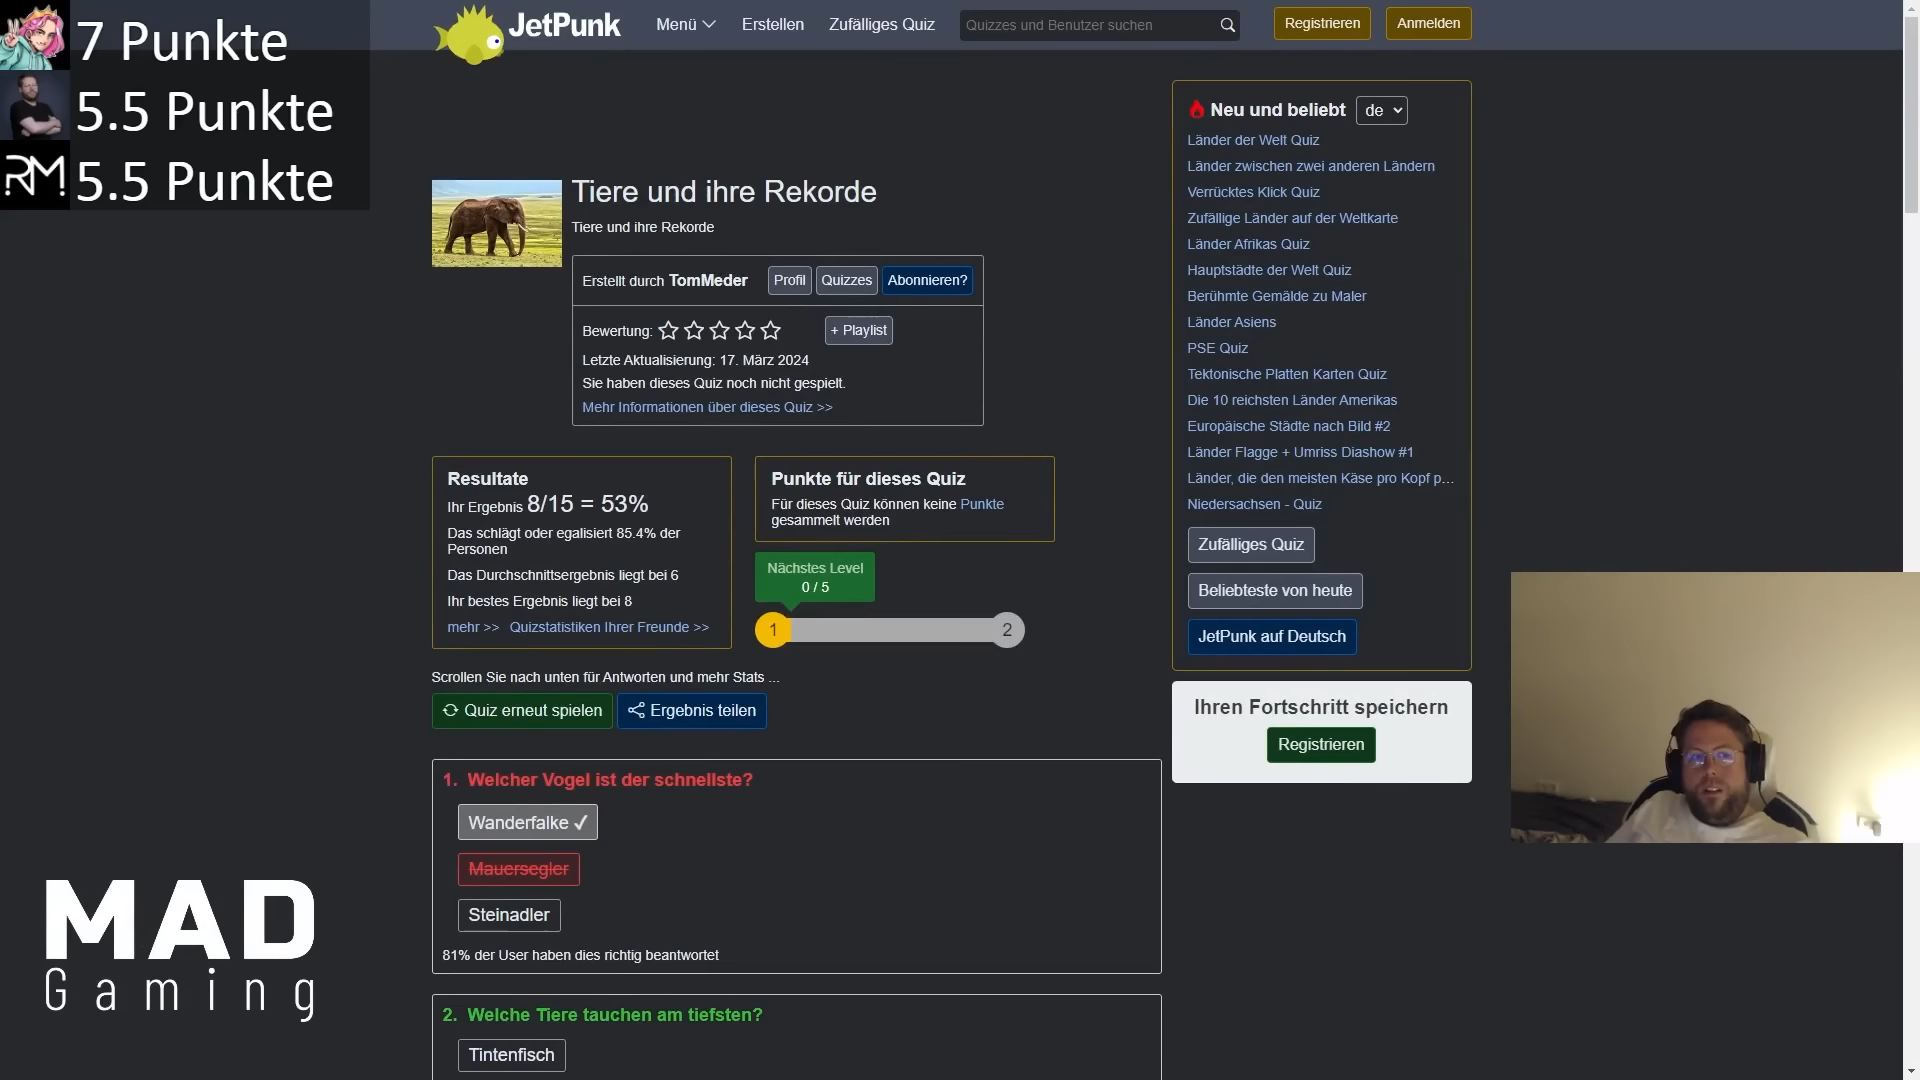 7 Punkte
5.5 Punkte
RM 5.5 Punkte
JetPunk
Menü
Erstellen
Zufälliges Quiz
Quizzes und Benutzer suchen
Registrieren
Anmelden
Tiere und ihre Rekorde
Tiere und ihre Rekorde
Erstellt durch TomMeder
Profil
Quizzes
Abonnieren?
Bewertung:
+ Playlist
Letzte Aktualisierung: 17. März 2024
Sie haben dieses Quiz noch nicht gespielt.
Mehr Informationen über dieses Quiz >>
Resultate
Ihr Ergebnis 8/15 = 53%
Das schlägt oder egalisiert 85.4% der
Personen
Das Durchschnittsergebnis liegt bei 6
Ihr bestes Ergebnis liegt bei 8
mehr >> Quizstatistiken Ihrer Freunde >>
Punkte für dieses Quiz
Für dieses Quiz können keine Punkte
gesammelt werden
Nächstes Level
0 / 5
1
2
Scrollen Sie nach unten für Antworten und mehr Stats ...
Quiz erneut spielen
Ergebnis teilen
1. Welcher Vogel ist der schnellste?
Wanderfalke ✓
Mauersegler
Steinadler
81% der User haben dies richtig beantwortet
2. Welche Tiere tauchen am tiefsten?
Tintenfisch
Neu und beliebt
de
Länder der Welt Quiz
Länder zwischen zwei anderen Ländern
Verrücktes Klick Quiz
Zufällige Länder auf der Weltkarte
Länder Afrikas Quiz
Hauptstädte der Welt Quiz
Berühmte Gemälde zu Maler
Länder Asiens
PSE Quiz
Tektonische Platten Karten Quiz
Die 10 reichsten Länder Amerikas
Europäische Städte nach Bild #2
Länder Flagge + Umriss Diashow #1
Länder, die den meisten Käse pro Kopf p...
Niedersachsen - Quiz
Zufälliges Quiz
Beliebteste von heute
JetPunk auf Deutsch
Ihren Fortschritt speichern
Registrieren
MAD
Gaming